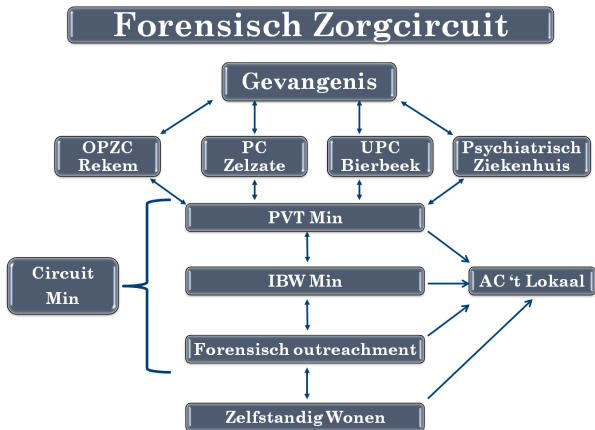 Forensisch Zorgcircuit
Gevangenis
OPZC
Rekem
PC
Zelzate
UPC
Bierbeek
Psychiatrisch
Ziekenhuis
PVT Min
Circuit
Min
IBW Min
AC ‘t Lokaal
Forensisch outreachment
Zelfstandig Wonen